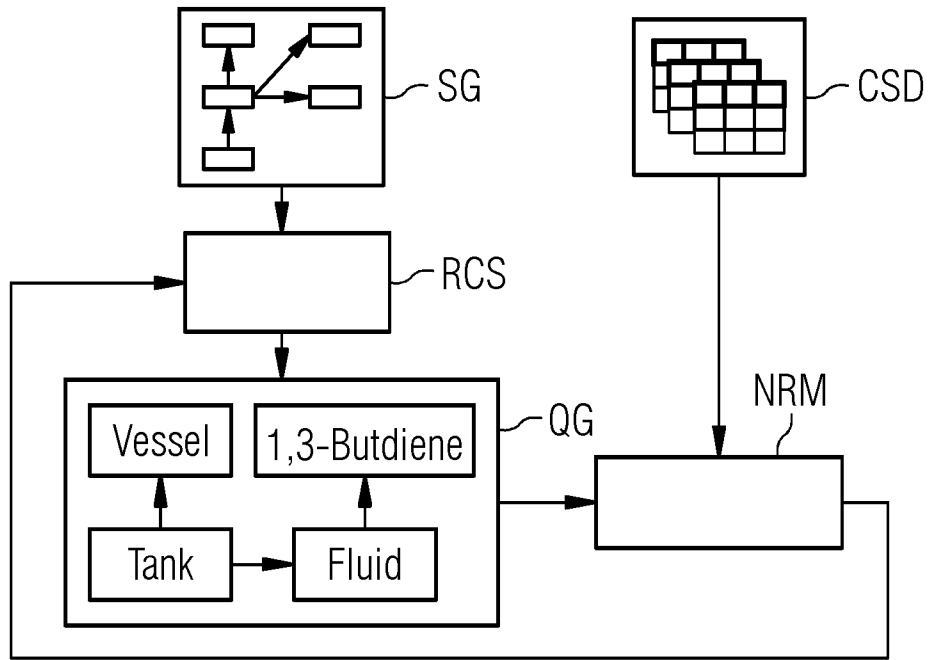 SG
CSD
RCS
NRM
QG
Vessel
1,3-Butdiene
Tank
Fluid